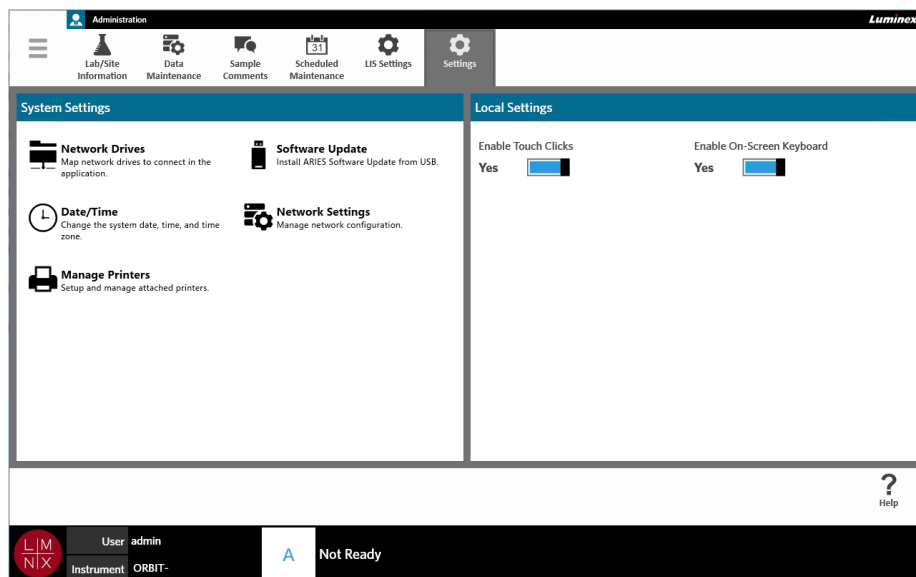 Administration
Luminex
31
Lab/Site
Information
Data
Maintenance
Sample
Comments
Scheduled
Maintenance
LIS Settings
Settings
System Settings
Network Drives
Map network drives to connect in the
application.
Software Update
Install ARIES Software Update from USB.
Date/Time
Change the system date, time, and time
zone.
Network Settings
Manage network configuration.
Manage Printers
Setup and manage attached printers.
Local Settings
Enable Touch Clicks
Yes
Enable On-Screen Keyboard
Yes
?
Help
L M
N X
User admin
Instrument ORBIT-
A
Not Ready